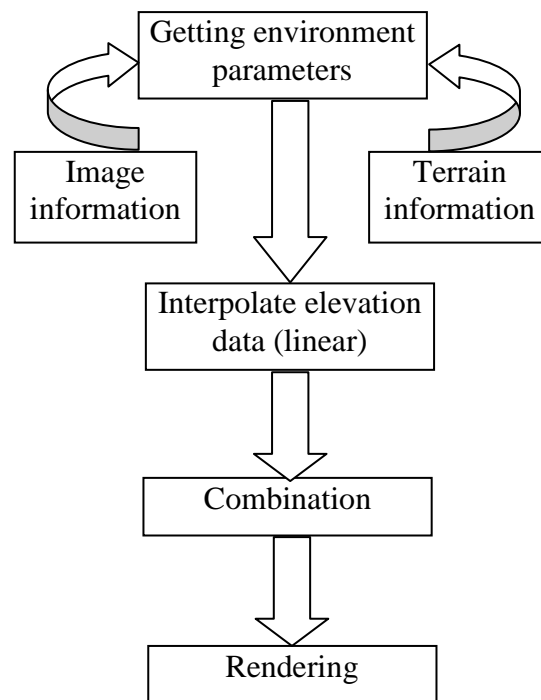 Getting environment
parameters
Image
information
Terrain
information
Interpolate elevation
data (linear)
Combination
Rendering